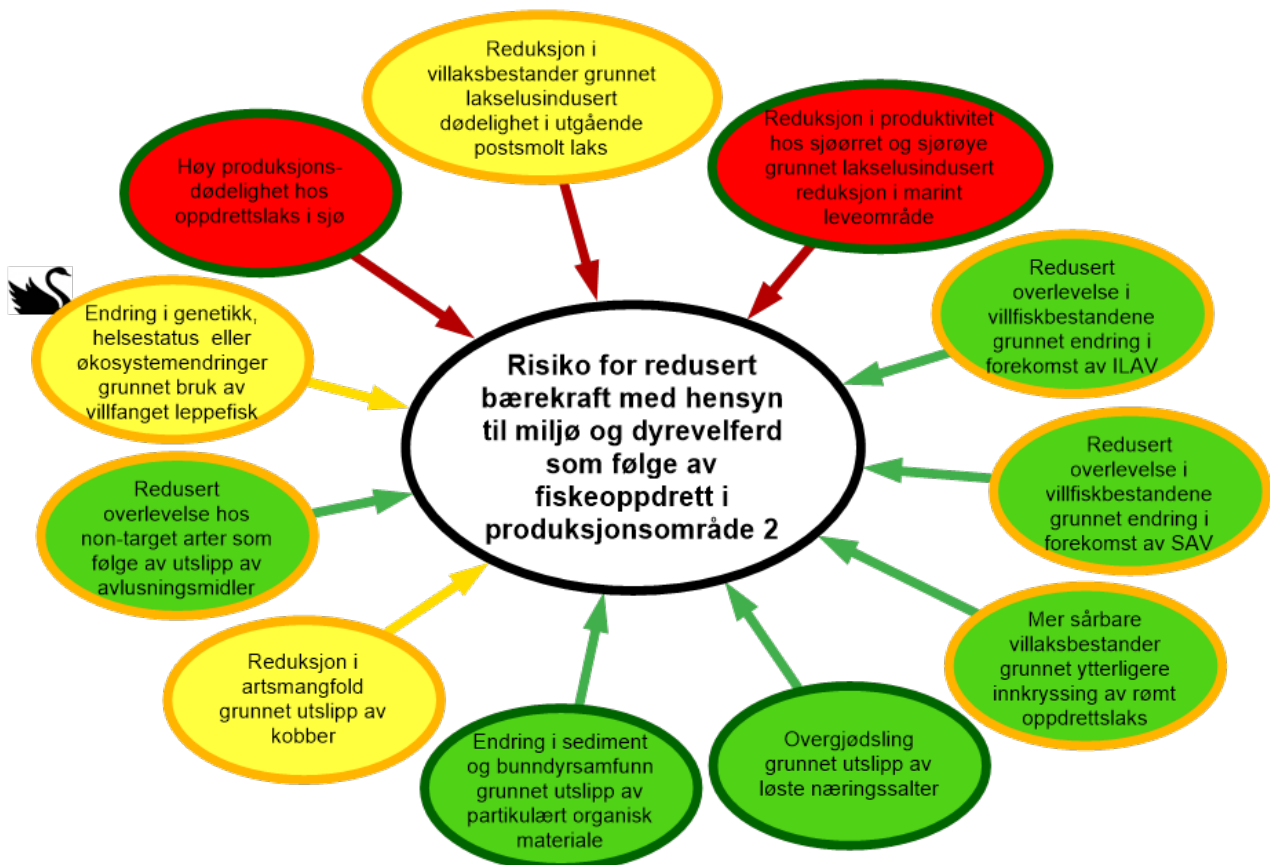 Reduksjon i
villaksbestander grunnet
lakselusindusert
dødelighet i utgående
postsmolt laks
Reduksjon i produktivitet
hos sjøørret og sjørøye
grunnet lakselusindusert
reduksjon i marint
leveområde
Høy produksjons-
dødelighet hos
oppdrettslaks i sjø
Redusert
overlevelse i
villfiskbestandene
grunnet endring i
forekomst av ILAV
Endring i genetikk,
helsestatus eller
økosystemendringer
grunnet bruk av
villfanget leppefisk
Risiko for redusert
bærekraft med hensyn
til miljø og dyrevelferd
som følge av
fiskeoppdrett i
produksjonsområde 2
Redusert
overlevelse i
villfiskbestandene
grunnet endring i
forekomst av SAV
Redusert
overlevelse hos
non-target arter som
følge av utslipp av
avlusningsmidler
Mer sårbare
villaksbestander
grunnet ytterligere
innkryssing av rømt
oppdrettslaks
Reduksjon i
artsmangfold
grunnet utslipp av
kobber
Endring i sediment
og bunndyrsamfunn
grunnet utslipp av
partikulært organisk
materiale
Overgjødsling
grunnet utslipp av
løste næringssalter